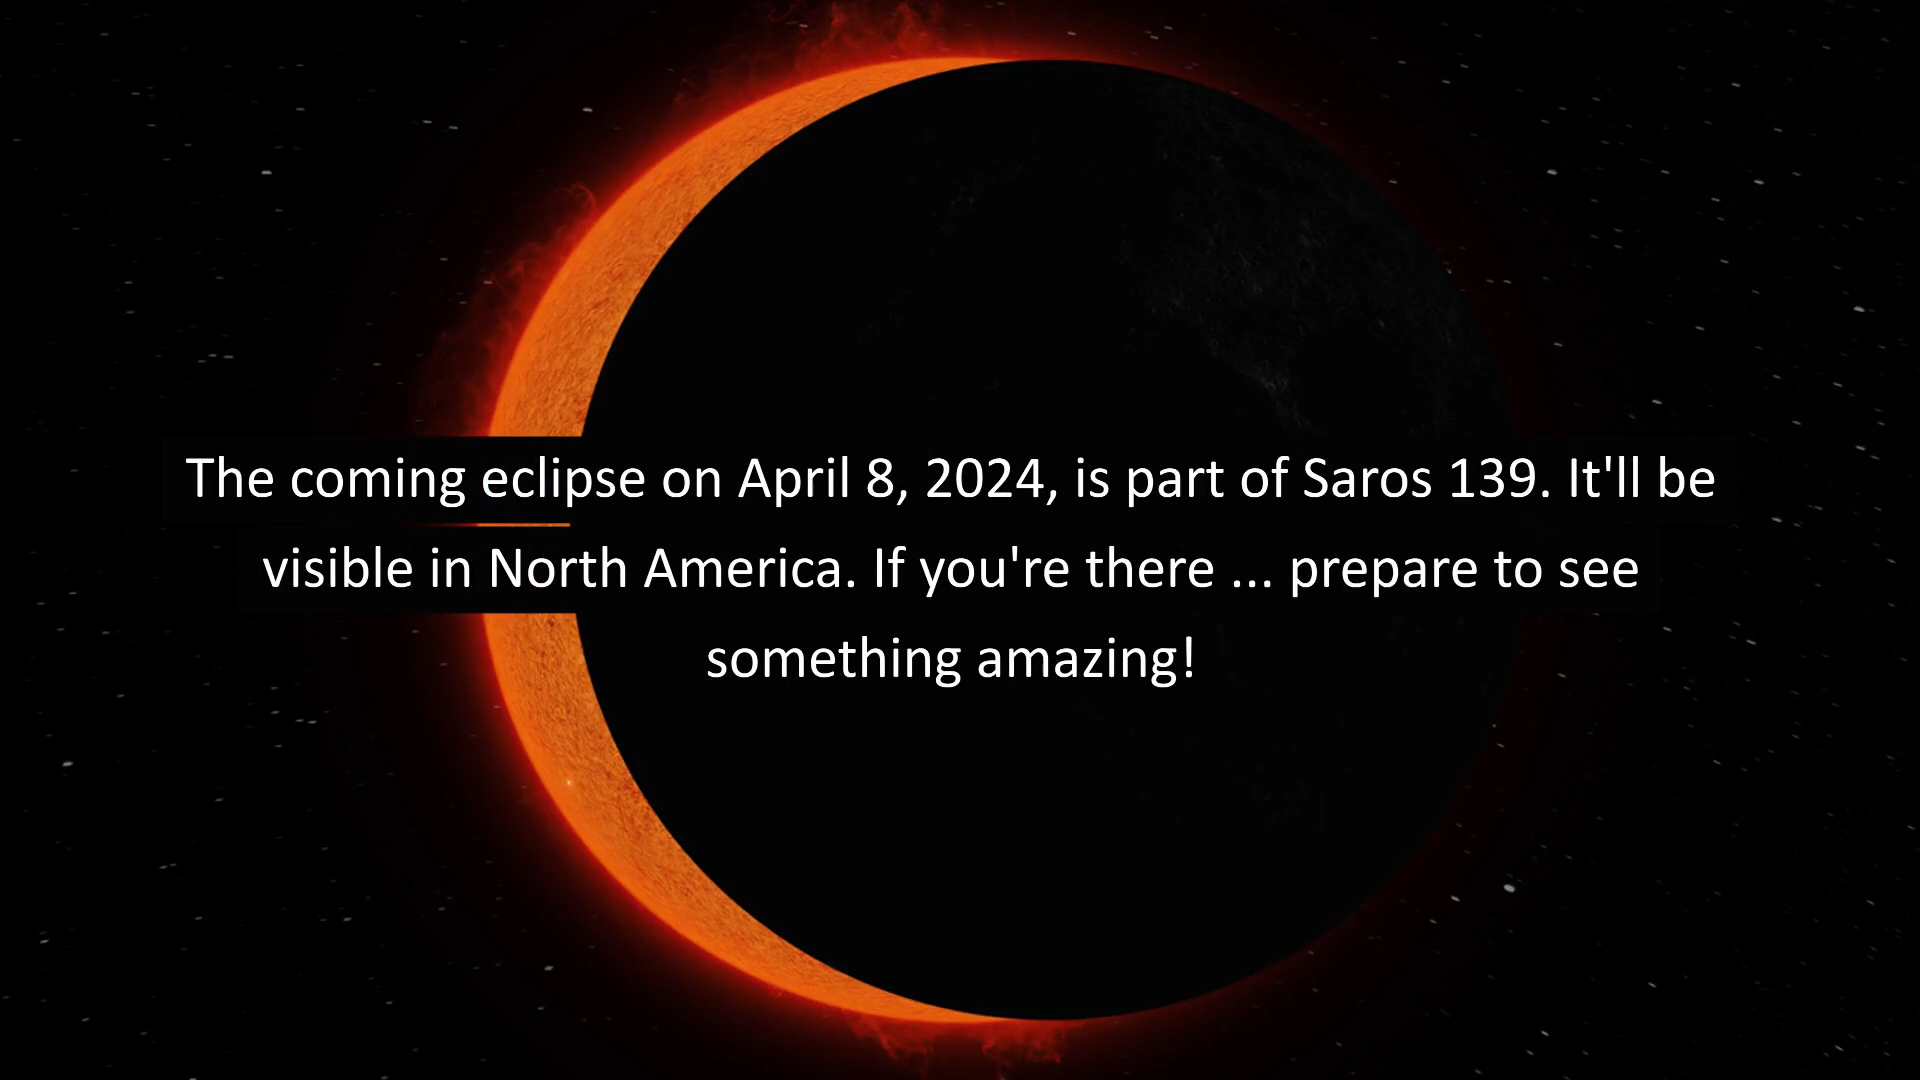 The coming eclipse on April 8, 2024, is part of Saros 139. It'll be
visible in North America. If you're there ... prepare to see
something amazing!